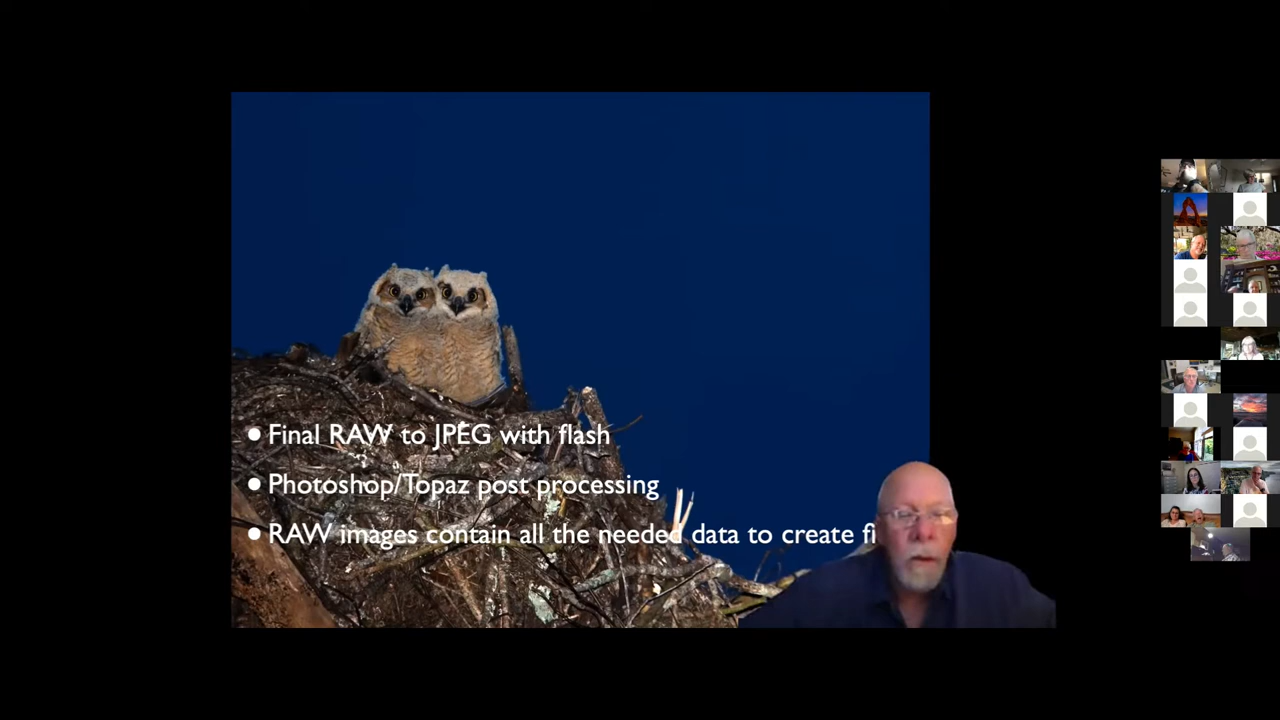 ● Final RAW to JPEG with flash
● Photoshop/Topaz post processing
● RAW images contain all the needed data to create fi